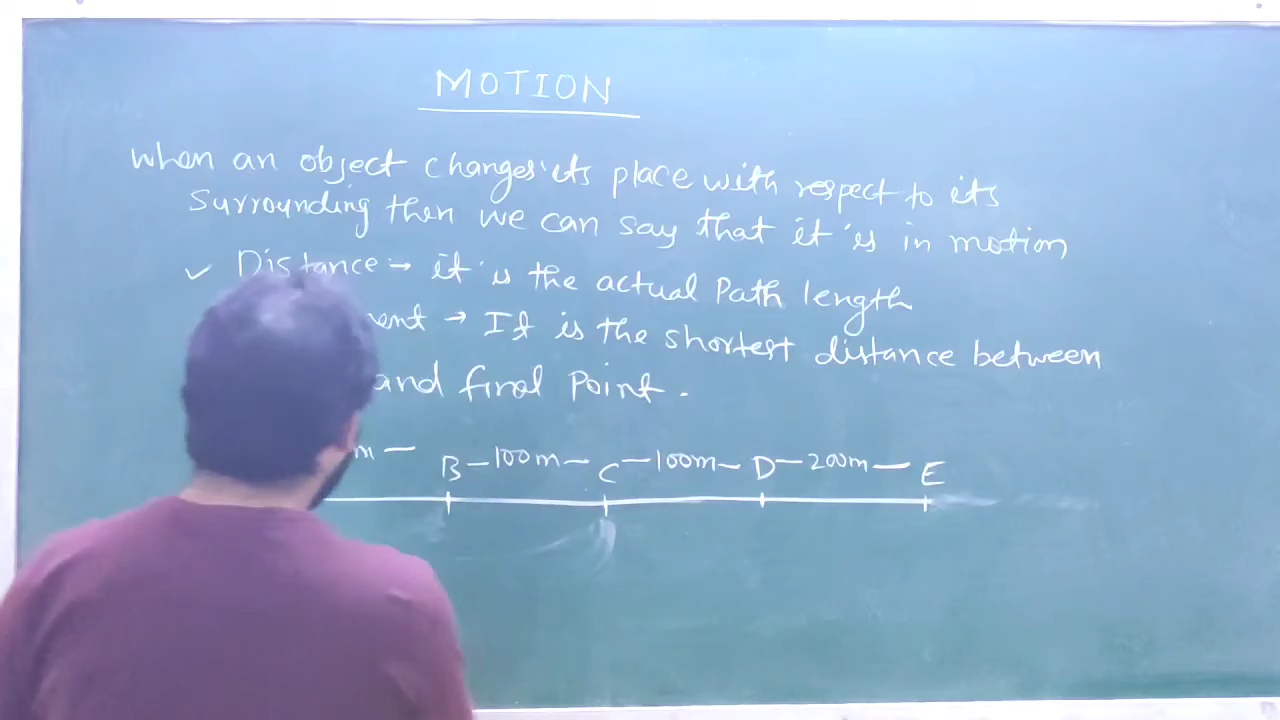 MOTION
When an object changes its place with respect to its
Surrounding then we can say that it is in motion
✓ Distance → it is the actual Path length
ment → It is the shortest distance between
and final Point.
m — B – 100m – C – 100m – D – 200m – E